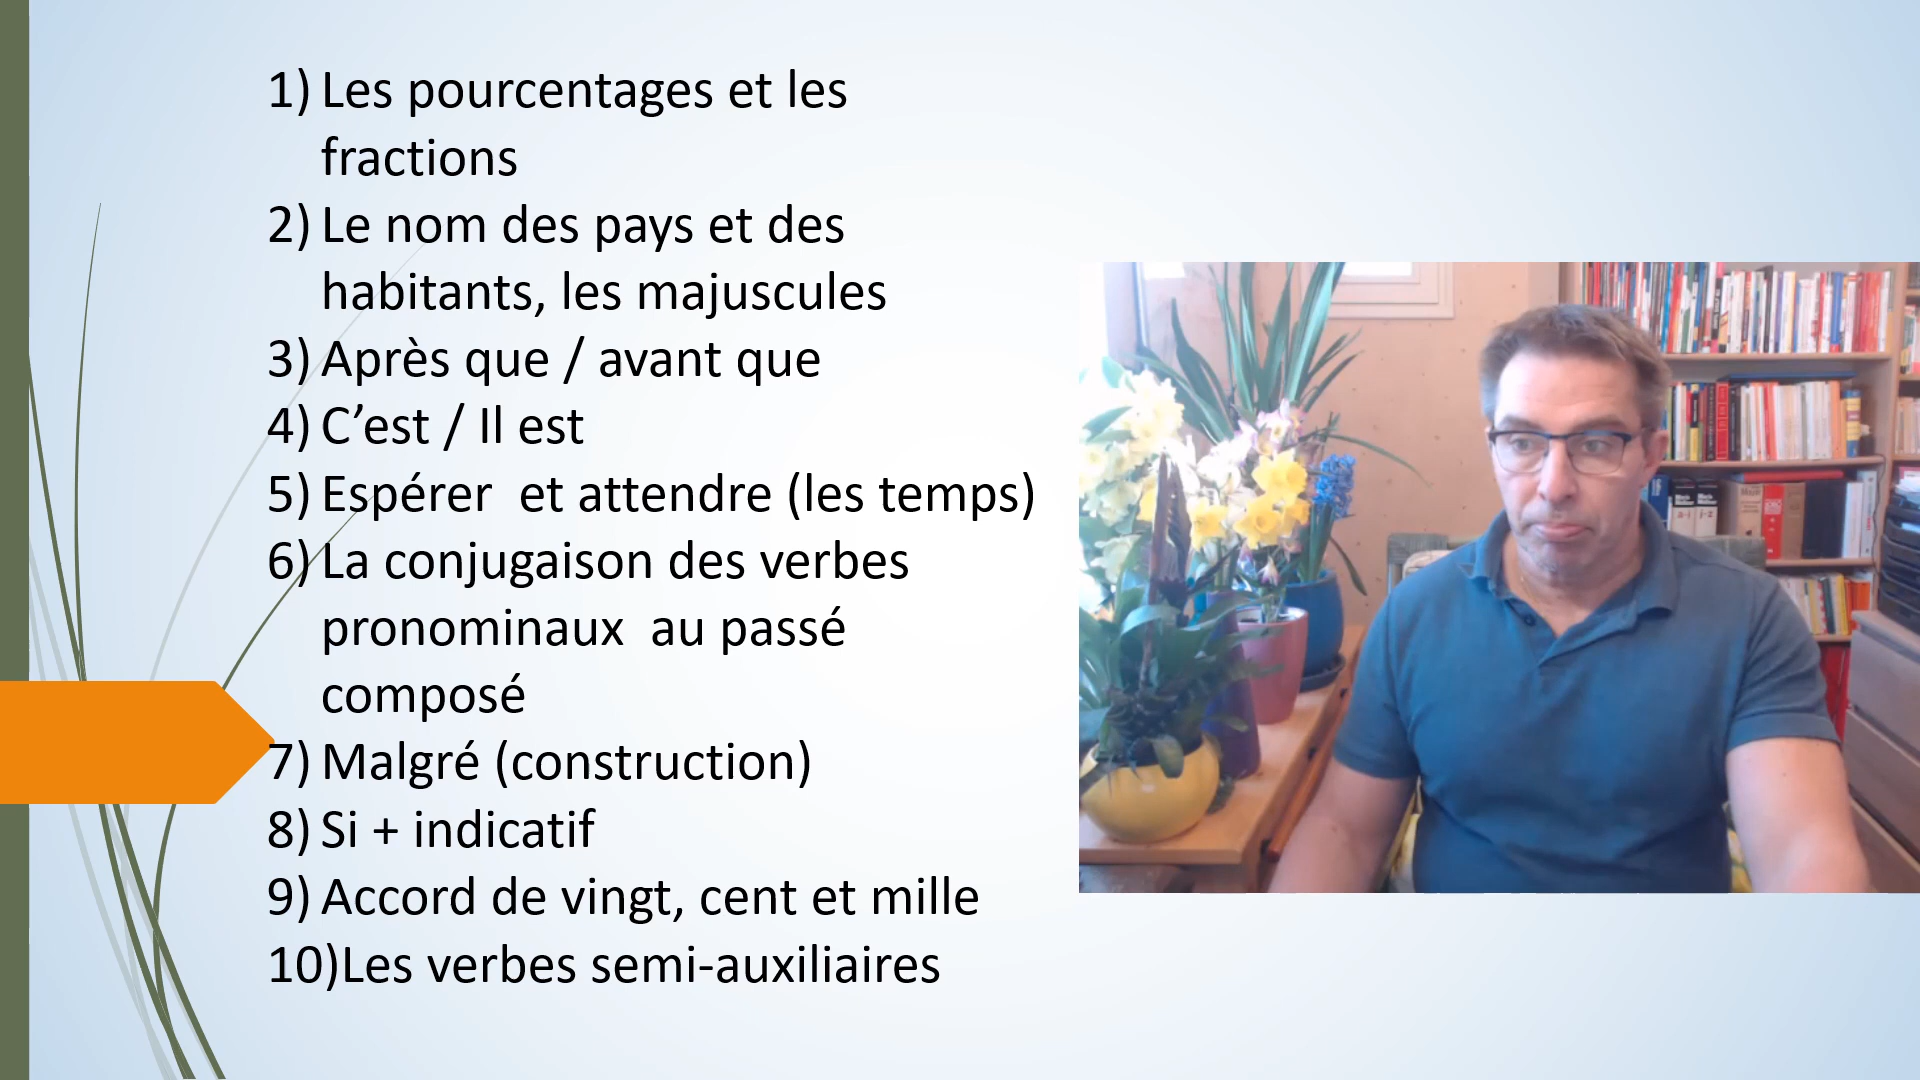 1) Les pourcentages et les
fractions
2) Le nom des pays et des
habitants, les majuscules
3) Après que / avant que
4) C’est / Il est
5) Espérer  et attendre (les temps)
6) La conjugaison des verbes
pronominaux  au passé
composé
7) Malgré (construction)
8) Si + indicatif
9) Accord de vingt, cent et mille
10)Les verbes semi-auxiliaires